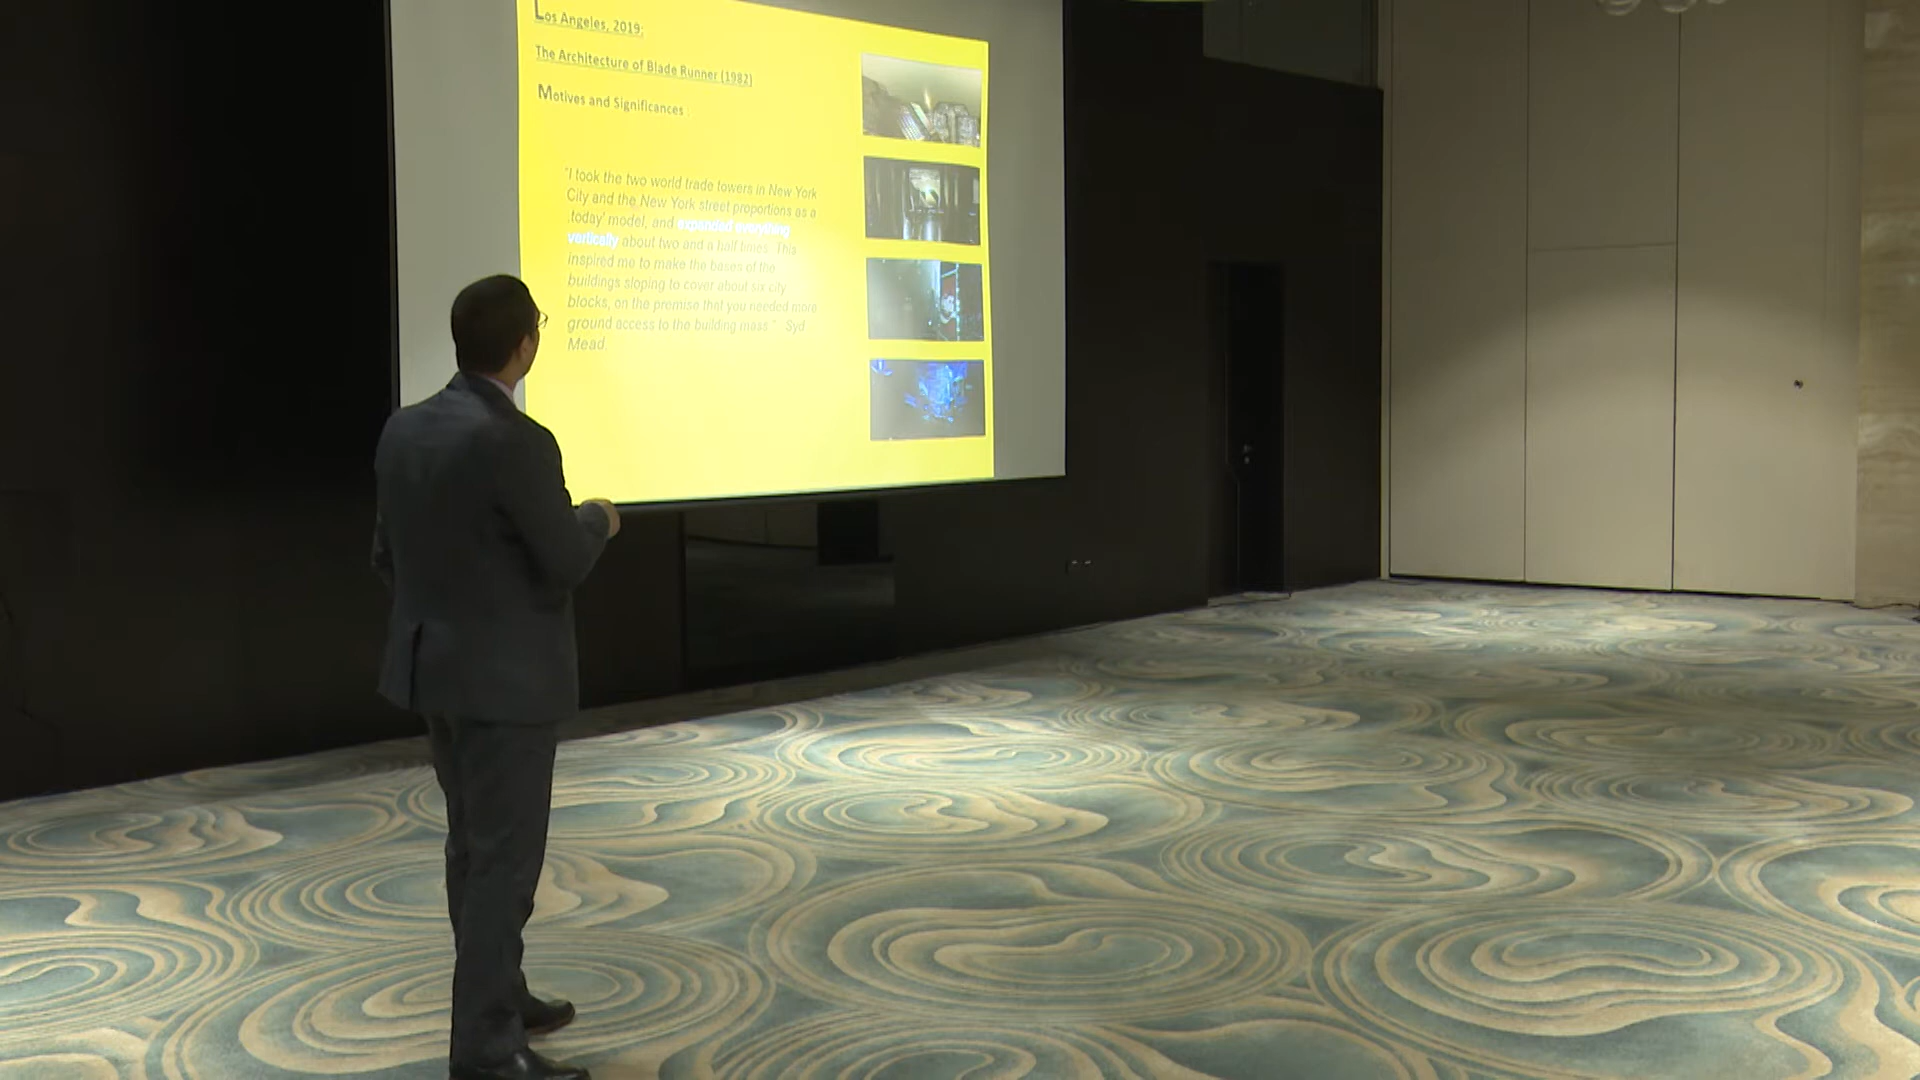 Los Angeles, 2019:
The Architecture of Blade Runner (1982)
Motives and Significances :
"I took the two world trade towers in New York
City and the New York street proportions as a
.today' model, and expanded everything
vertically about two and a half times. This
inspired me to make the bases of the
buildings sloping to cover about six city
blocks, on the premise that you needed more
ground access to the building mass." Syd
Mead.